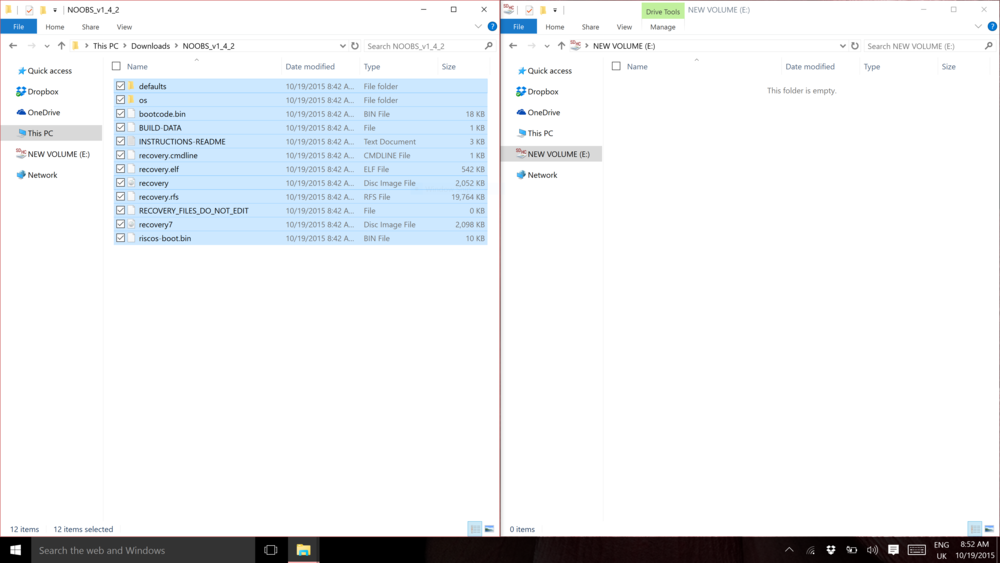 NOOBS_v1_4_2
File Home Share View
This PC Downloads NOOBS_v1_4_2 Search NOOBS_v1_4_2
Quick access
Dropbox
OneDrive
This PC
NEW VOLUME (E:)
Network
Name Date modified Type Size
defaults 10/19/2015 8:42 A... File folder
os 10/19/2015 8:42 A... File folder
bootcode.bin 10/19/2015 8:42 A... BIN File 18 KB
BUILD-DATA 10/19/2015 8:42 A... File 1 KB
INSTRUCTIONS-README 10/19/2015 8:42 A... Text Document 3 KB
recovery.cmdline 10/19/2015 8:42 A... CMDLINE File 1 KB
recovery.elf 10/19/2015 8:42 A... ELF File 542 KB
recovery 10/19/2015 8:42 A... Disc Image File 2,052 KB
recovery.rfs 10/19/2015 8:42 A... RFS File 19,764 KB
RECOVERY_FILES_DO_NOT_EDIT 10/19/2015 8:42 A... File 0 KB
recovery7 10/19/2015 8:42 A... Disc Image File 2,098 KB
riscos-boot.bin 10/19/2015 8:42 A... BIN File 10 KB
12 items 12 items selected
Drive Tools NEW VOLUME (E:)
File Home Share View Manage
NEW VOLUME (E:) Search NEW VOLUME (E:)
Quick access
Dropbox
OneDrive
This PC
NEW VOLUME (E:)
Network
Name Date modified Type Size
This folder is empty.
0 items
Search the web and Windows
ENG
UK
8:52 AM
10/19/2015